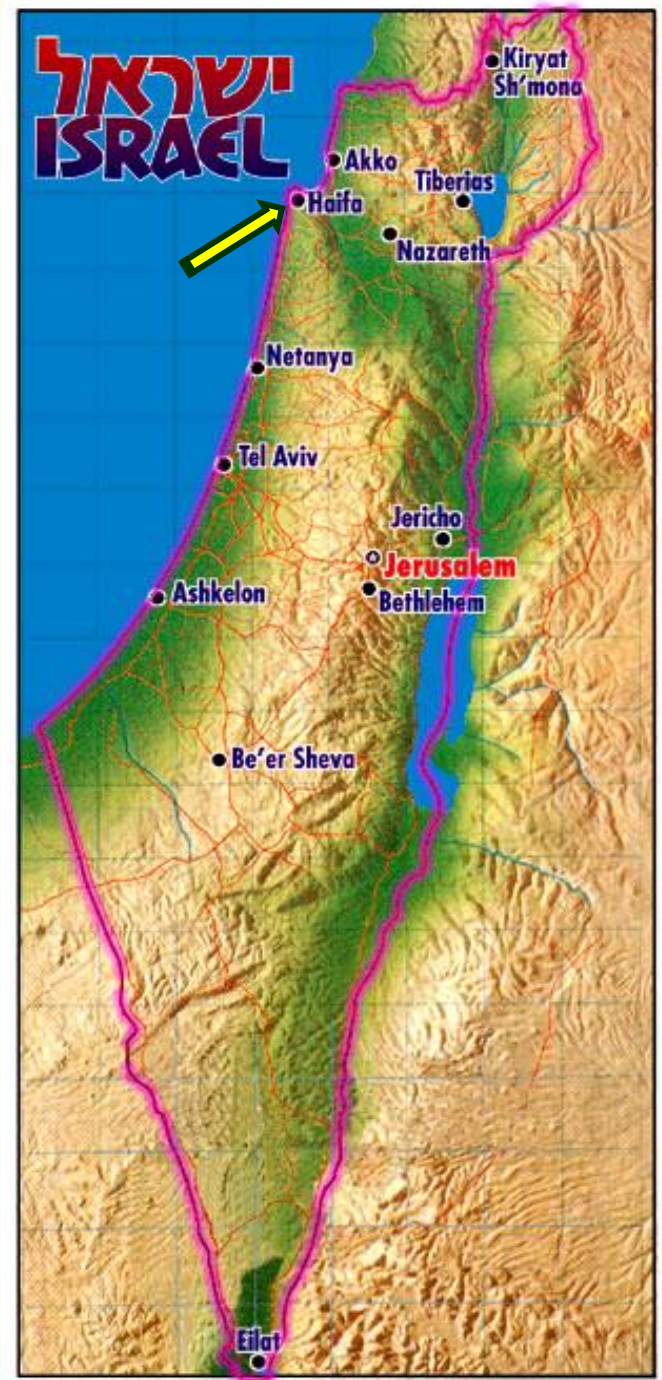 ישראל
ISRAEL
Kiryat
Sh'mona
Akko
Tiberias
Haifa
Nazareth
Netanya
Tel Aviv
Jericho
Jerusalem
Ashkelon
Bethlehem
Be'er Sheva
Eilat